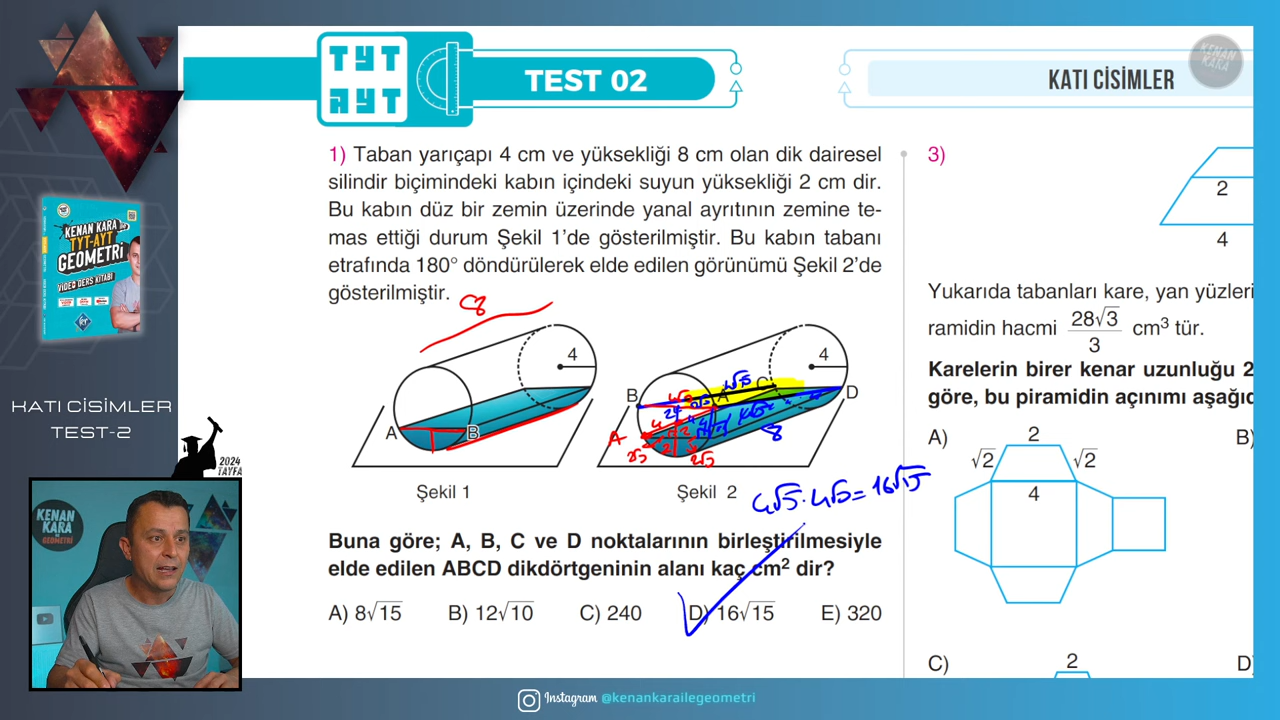 TYT
AYT
TEST 02
KATI CİSİMLER
KENAN
KARA
1) Taban yarıçapı 4 cm ve yüksekliği 8 cm olan dik dairesel
silindir biçimindeki kabın içindeki suyun yüksekliği 2 cm dir.
Bu kabın düz bir zemin üzerinde yanal ayrıtının zemine te-
mas ettiği durum Şekil 1'de gösterilmiştir. Bu kabın tabanı
etrafında 180° döndürülerek elde edilen görünümü Şekil 2'de
gösterilmiştir.
8
4
A
B
Şekil 1
4
B
C
D
A
A
4√5
8
Şekil 2
4√5·4√3=16√15
Buna göre; A, B, C ve D noktalarının birleştirilmesiyle
elde edilen ABCD dikdörtgeninin alanı kaç cm² dir?
A) 8√15 B) 12√10 C) 240 D) 16√15 E) 320
3)
2
4
Yukarıda tabanları kare, yan yüzleri
ramidin hacmi 28√3/3 cm³ tür.
Karelerin birer kenar uzunluğu 2
göre, bu piramidin açınımı aşağıd
A)
2
√2
√2
4
B)
C)
2
D)
KENAN KARA
TYT-AYT
GEOMETRİ
VİDEO DERS KİTABI
KATI CİSİMLER
TEST-2
2024
TAYFA
KENAN
KARA
GEOMETRİ
Instagram @kenankarailegeometri